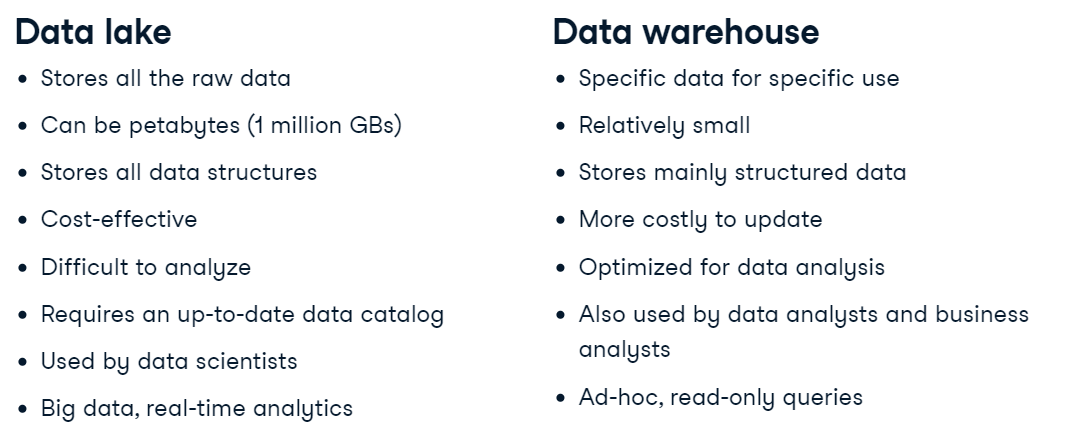 Data lake
• Stores all the raw data
• Can be petabytes (1 million GBs)
• Stores all data structures
• Cost-effective
• Difficult to analyze
• Requires an up-to-date data catalog
• Used by data scientists
• Big data, real-time analytics
Data warehouse
• Specific data for specific use
• Relatively small
• Stores mainly structured data
• More costly to update
• Optimized for data analysis
• Also used by data analysts and business
analysts
• Ad-hoc, read-only queries